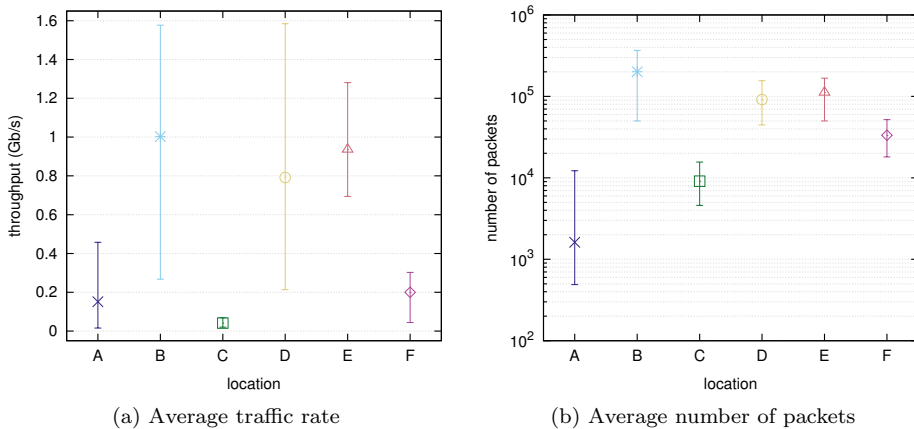 1.6
1.4
1.2
1
0.8
0.6
0.4
0.2
0
throughput (Gb/s)
A B C D E F
location
(a) Average traffic rate
10^6
10^5
10^4
10^3
10^2
number of packets
A B C D E F
location
(b) Average number of packets